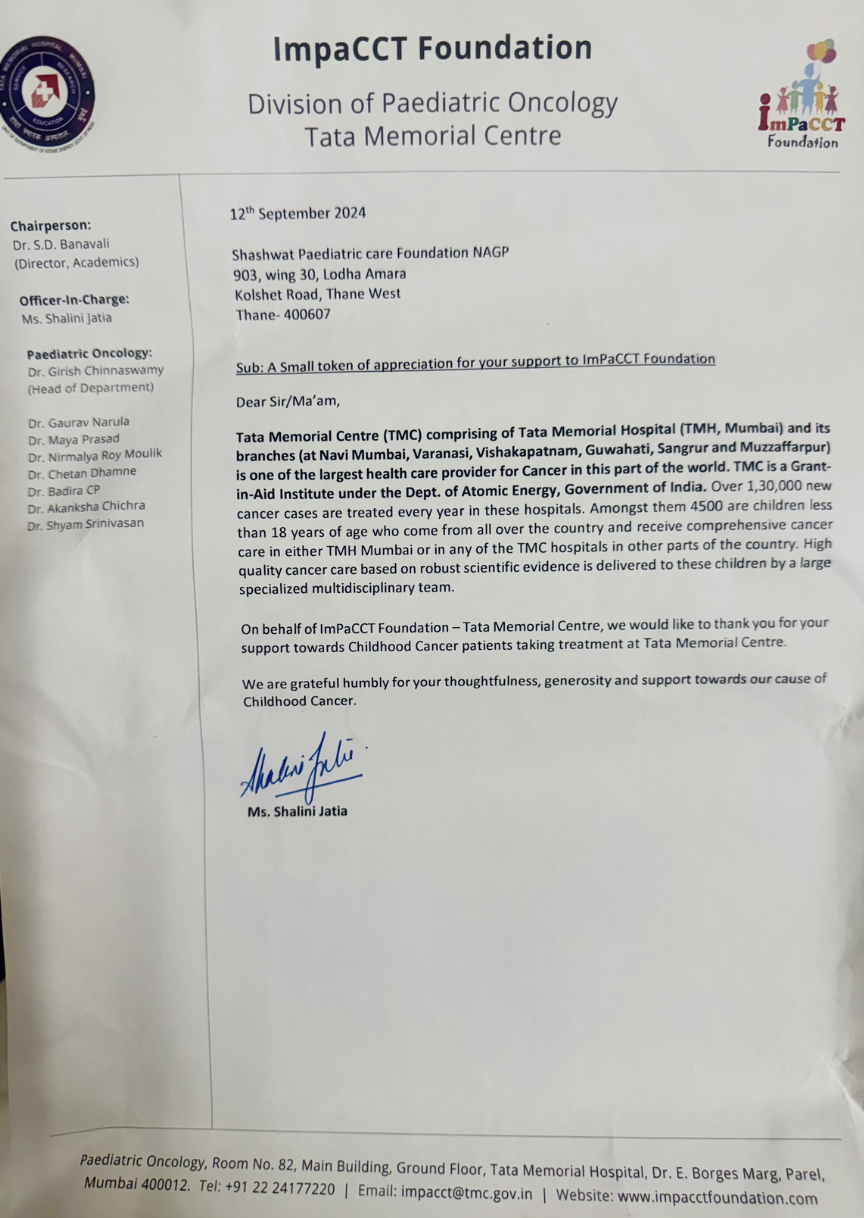 ImpaCCT Foundation
Division of Paediatric Oncology
Tata Memorial Centre
TATA MEMORIAL HOSPITAL MUMBAI
SERVICE
RESEARCH
EDUCATION
ImPaCCT
Foundation
Chairperson:
Dr. S.D. Banavali
(Director, Academics)
Officer-In-Charge:
Ms. Shalini Jatia
Paediatric Oncology:
Dr. Girish Chinnaswamy
(Head of Department)
Dr. Gaurav Narula
Dr. Maya Prasad
Dr. Nirmalya Roy Moulik
Dr. Chetan Dhamne
Dr. Badira CP
Dr. Akanksha Chichra
Dr. Shyam Srinivasan
12th September 2024
Shashwat Paediatric care Foundation NAGP
903, wing 30, Lodha Amara
Kolshet Road, Thane West
Thane- 400607
Sub: A Small token of appreciation for your support to ImPaCCT Foundation
Dear Sir/Ma'am,
Tata Memorial Centre (TMC) comprising of Tata Memorial Hospital (TMH, Mumbai) and its
branches (at Navi Mumbai, Varanasi, Vishakapatnam, Guwahati, Sangrur and Muzzaffarpur)
is one of the largest health care provider for Cancer in this part of the world. TMC is a Grant-
in-Aid Institute under the Dept. of Atomic Energy, Government of India. Over 1,30,000 new
cancer cases are treated every year in these hospitals. Amongst them 4500 are children less
than 18 years of age who come from all over the country and receive comprehensive cancer
care in either TMH Mumbai or in any of the TMC hospitals in other parts of the country. High
quality cancer care based on robust scientific evidence is delivered to these children by a large
specialized multidisciplinary team.
On behalf of ImPaCCT Foundation – Tata Memorial Centre, we would like to thank you for your
support towards Childhood Cancer patients taking treatment at Tata Memorial Centre.
We are grateful humbly for your thoughtfulness, generosity and support towards our cause of
Childhood Cancer.
Shalini Jatia
Ms. Shalini Jatia
Paediatric Oncology, Room No. 82, Main Building, Ground Floor, Tata Memorial Hospital, Dr. E. Borges Marg, Parel,
Mumbai 400012. Tel: +91 22 24177220 | Email: impacct@tmc.gov.in | Website: www.impacctfoundation.com